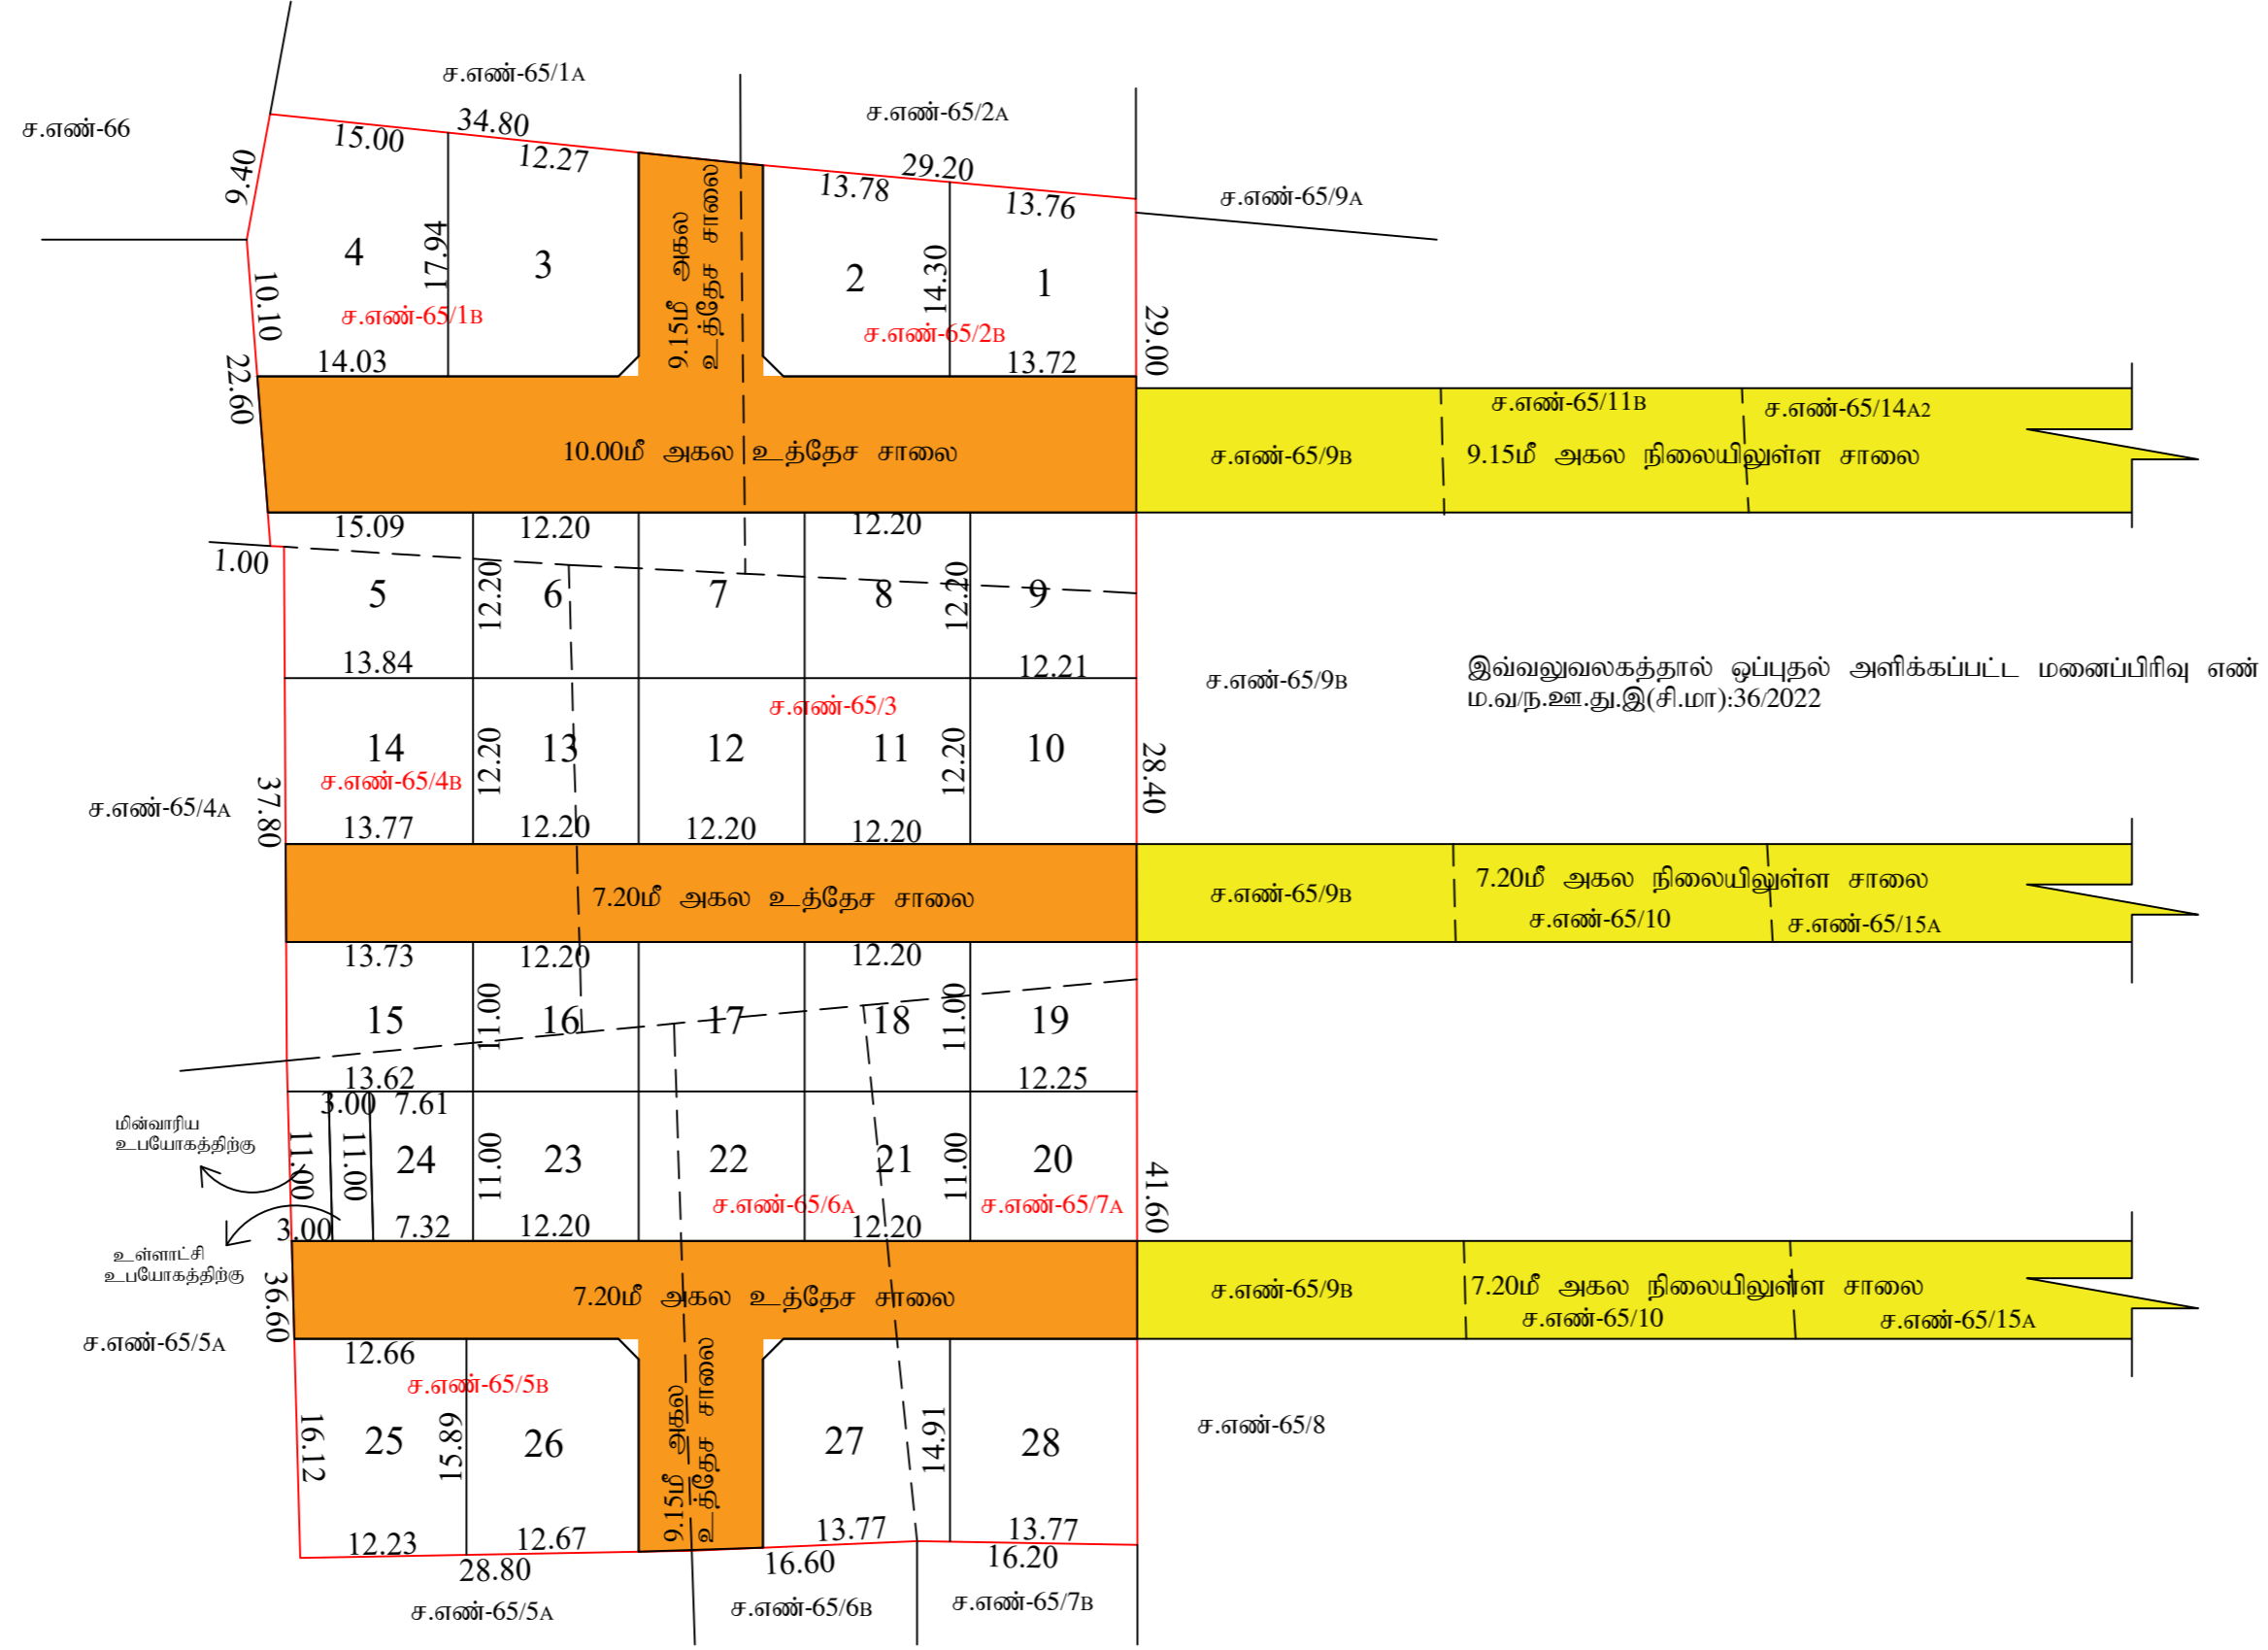 ச.எண்-65/1A
ச.எண்-65/2A
ச.எண்-66
34.80
15.00
12.27
29.20
13.78
13.76
ச.எண்-65/9A
9.40
4
17.94
3
9.15மீ அகல
உத்தேச சாலை
2
14.30
1
10.10
ச.எண்-65/1B
ச.எண்-65/2B
29.00
14.03
13.72
22.60
10.00மீ அகல உத்தேச சாலை
ச.எண்-65/9B
ச.எண்-65/11B
ச.எண்-65/14A2
9.15மீ அகல நிலையிலுள்ள சாலை
15.09
12.20
12.20
1.00
5
12.20
6
7
8
12.20
9
13.84
12.21
ச.எண்-65/9B
இவ்வலுவலகத்தால் ஒப்புதல் அளிக்கப்பட்ட மனைப்பிரிவு எண்
ம.வ/ந.ஊ.து.இ(சி.மா):36/2022
ச.எண்-65/3
14
12.20
13
12
11
12.20
10
28.40
ச.எண்-65/4B
ச.எண்-65/4A
37.80
13.77
12.20
12.20
12.20
7.20மீ அகல உத்தேச சாலை
ச.எண்-65/9B
7.20மீ அகல நிலையிலுள்ள சாலை
ச.எண்-65/10
ச.எண்-65/15A
13.73
12.20
12.20
15
11.00
16
17
18
11.00
19
13.62
12.25
3.00
7.61
மின்வாரிய
உபயோகத்திற்கு
11.00
11.00
24
11.00
23
22
21
11.00
20
41.60
ச.எண்-65/6A
ச.எண்-65/7A
3.00
7.32
12.20
12.20
உள்ளாட்சி
உபயோகத்திற்கு
36.60
7.20மீ அகல உத்தேச சாலை
ச.எண்-65/9B
7.20மீ அகல நிலையிலுள்ள சாலை
ச.எண்-65/10
ச.எண்-65/15A
ச.எண்-65/5A
12.66
ச.எண்-65/5B
16.12
25
15.89
26
9.15மீ அகல
உத்தேச சாலை
27
14.91
28
ச.எண்-65/8
12.23
12.67
13.77
13.77
28.80
16.60
16.20
ச.எண்-65/5A
ச.எண்-65/6B
ச.எண்-65/7B